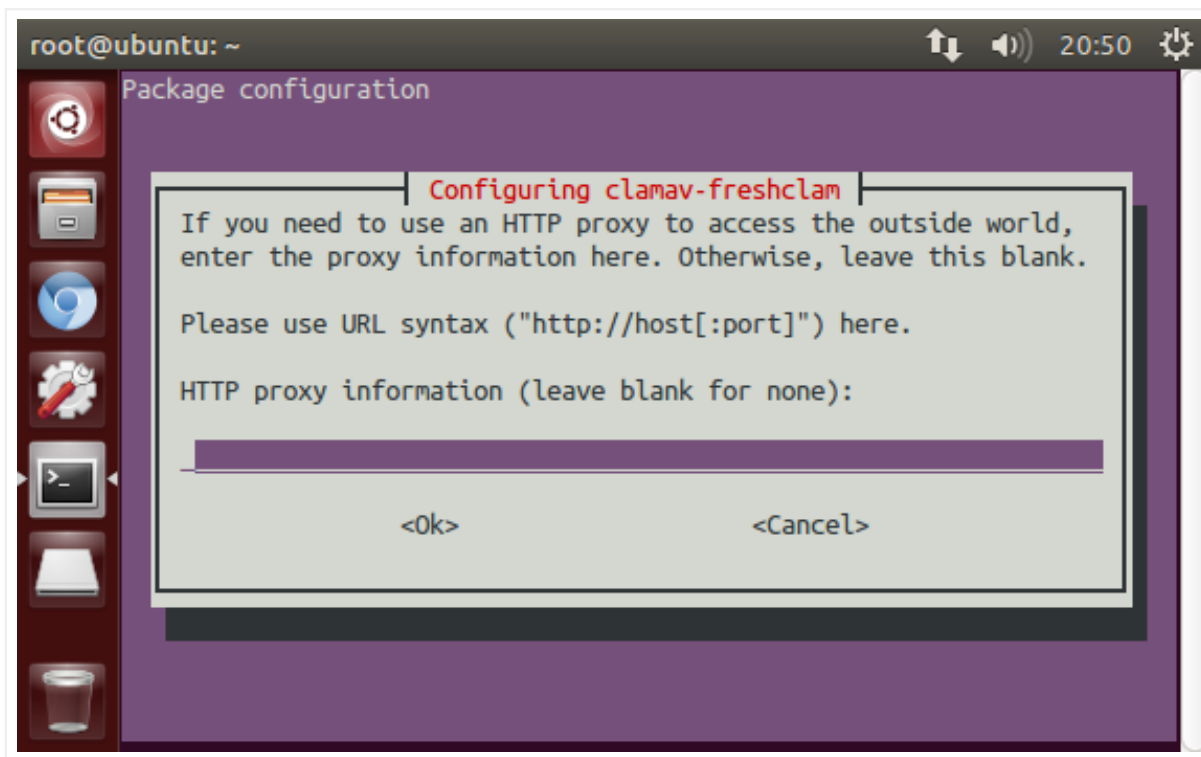 root@ubuntu: ~
20:50
Package configuration
Configuring clamav-freshclam
If you need to use an HTTP proxy to access the outside world,
enter the proxy information here. Otherwise, leave this blank.
Please use URL syntax ("http://host[:port]") here.
HTTP proxy information (leave blank for none):
<Ok> <Cancel>